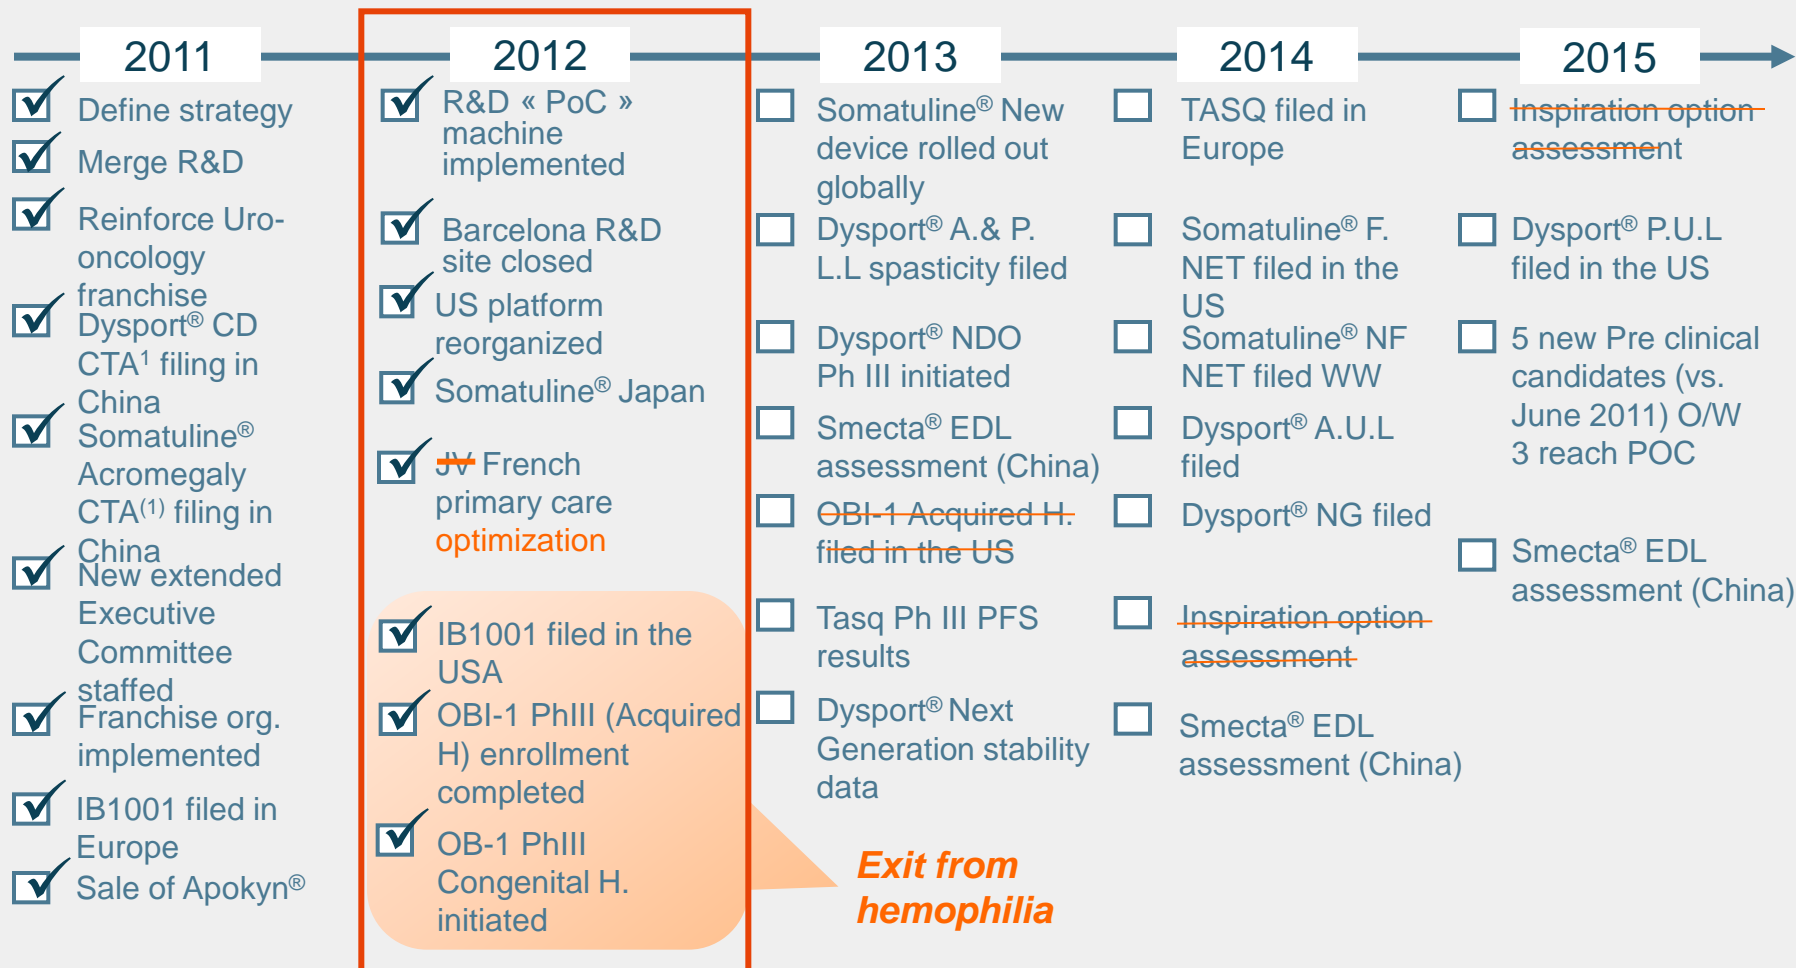 2011
Define strategy
Merge R&D
Reinforce Uro-
oncology
franchise
Dysport® CD
CTA¹ filing in
China
Somatuline®
Acromegaly
CTA⁽¹⁾ filing in
China
New extended
Executive
Committee
staffed
Franchise org.
implemented
IB1001 filed in
Europe
Sale of Apokyn®
2012
R&D « PoC »
machine
implemented
Barcelona R&D
site closed
US platform
reorganized
Somatuline® Japan
JV French
primary care
optimization
IB1001 filed in the
USA
OBI-1 PhIII (Acquired
H) enrollment
completed
OB-1 PhIII
Congenital H.
initiated
Exit from
hemophilia
2013
Somatuline® New
device rolled out
globally
Dysport® A.& P.
L.L spasticity filed
Dysport® NDO
Ph III initiated
Smecta® EDL
assessment (China)
OBI-1 Acquired H.
filed in the US
Tasq Ph III PFS
results
Dysport® Next
Generation stability
data
2014
TASQ filed in
Europe
Somatuline® F.
NET filed in the
US
Somatuline® NF
NET filed WW
Dysport® A.U.L
filed
Dysport® NG filed
Inspiration option
assessment
Smecta® EDL
assessment (China)
2015
Inspiration option
assessment
Dysport® P.U.L
filed in the US
5 new Pre clinical
candidates (vs.
June 2011) O/W
3 reach POC
Smecta® EDL
assessment (China)